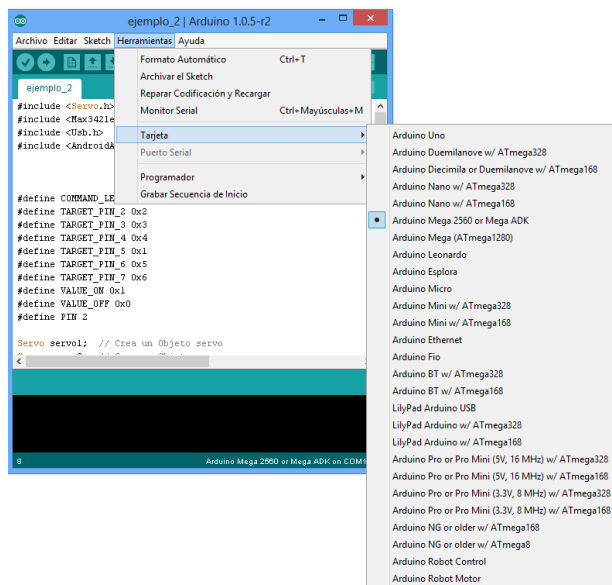 ejemplo_2 | Arduino 1.0.5-r2
Archivo Editar Sketch Herramientas Ayuda
Formato Automático Ctrl+T
Archivar el Sketch
Reparar Codificación y Recargar
Monitor Serial Ctrl+Mayúsculas+M
Tarjeta
Puerto Serial
Programador
Grabar Secuencia de Inicio
ejemplo_2
#include <Servo.h>
#include <Max3421e
#include <Usb.h>
#include <AndroidA
#define COMMAND_LE
#define TARGET_PIN_2 0x2
#define TARGET_PIN_3 0x3
#define TARGET_PIN_4 0x4
#define TARGET_PIN_5 0x1
#define TARGET_PIN_6 0x5
#define TARGET_PIN_7 0x6
#define VALUE_ON 0x1
#define VALUE_OFF 0x0
#define PIN 2
Servo servo1; // Crea un Objeto servo
8 Arduino Mega 2560 or Mega ADK on COM1
Arduino Uno
Arduino Duemilanove w/ ATmega328
Arduino Diecimila or Duemilanove w/ ATmega168
Arduino Nano w/ ATmega328
Arduino Nano w/ ATmega168
Arduino Mega 2560 or Mega ADK
Arduino Mega (ATmega1280)
Arduino Leonardo
Arduino Esplora
Arduino Micro
Arduino Mini w/ ATmega328
Arduino Mini w/ ATmega168
Arduino Ethernet
Arduino Fio
Arduino BT w/ ATmega328
Arduino BT w/ ATmega168
LilyPad Arduino USB
LilyPad Arduino w/ ATmega328
LilyPad Arduino w/ ATmega168
Arduino Pro or Pro Mini (5V, 16 MHz) w/ ATmega328
Arduino Pro or Pro Mini (5V, 16 MHz) w/ ATmega168
Arduino Pro or Pro Mini (3.3V, 8 MHz) w/ ATmega328
Arduino Pro or Pro Mini (3.3V, 8 MHz) w/ ATmega168
Arduino NG or older w/ ATmega168
Arduino NG or older w/ ATmega8
Arduino Robot Control
Arduino Robot Motor